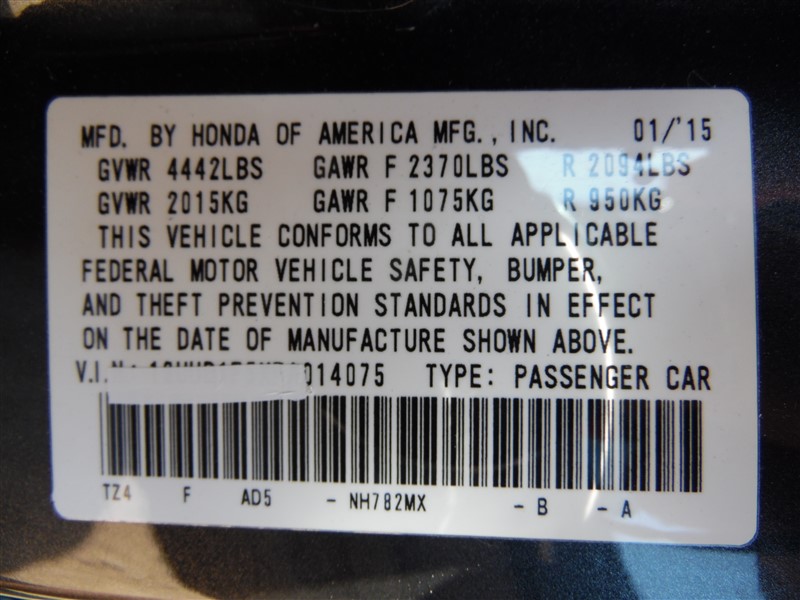 MFD. BY HONDA OF AMERICA MFG., INC. 01/'15
GVWR 4442LBS GAWR F 2370LBS R 2094LBS
GVWR 2015KG GAWR F 1075KG R 950KG
THIS VEHICLE CONFORMS TO ALL APPLICABLE
FEDERAL MOTOR VEHICLE SAFETY, BUMPER,
AND THEFT PREVENTION STANDARDS IN EFFECT
ON THE DATE OF MANUFACTURE SHOWN ABOVE.
V.I.N.: 014075 TYPE: PASSENGER CAR
TZ4 F AD5 - NH782MX - B - A